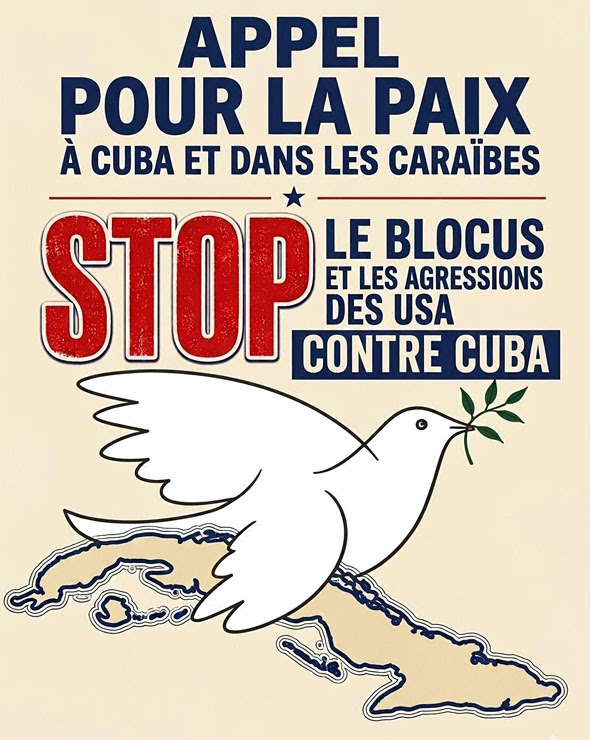 APPEL
POUR LA PAIX
À CUBA ET DANS LES CARAÏBES
STOP
LE BLOCUS
ET LES AGRESSIONS
DES USA
CONTRE CUBA